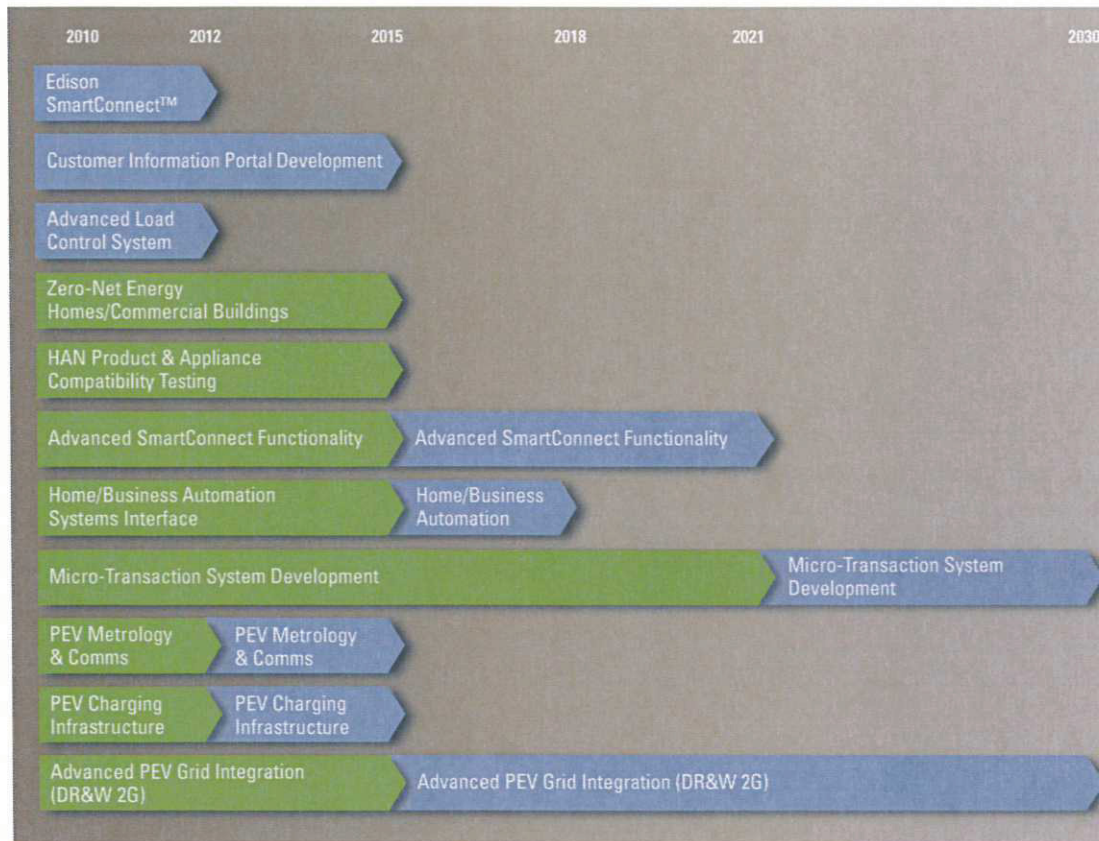 2010 2012 2015 2018 2021 2030
Edison
SmartConnect™
Customer Information Portal Development
Advanced Load
Control System
Zero-Net Energy
Homes/Commercial Buildings
HAN Product & Appliance
Compatibility Testing
Advanced SmartConnect Functionality
Advanced SmartConnect Functionality
Home/Business Automation
Systems Interface
Home/Business
Automation
Micro-Transaction System Development
Micro-Transaction System
Development
PEV Metrology
& Comms
PEV Metrology
& Comms
PEV Charging
Infrastructure
PEV Charging
Infrastructure
Advanced PEV Grid Integration
(DR&W 2G)
Advanced PEV Grid Integration (DR&W 2G)